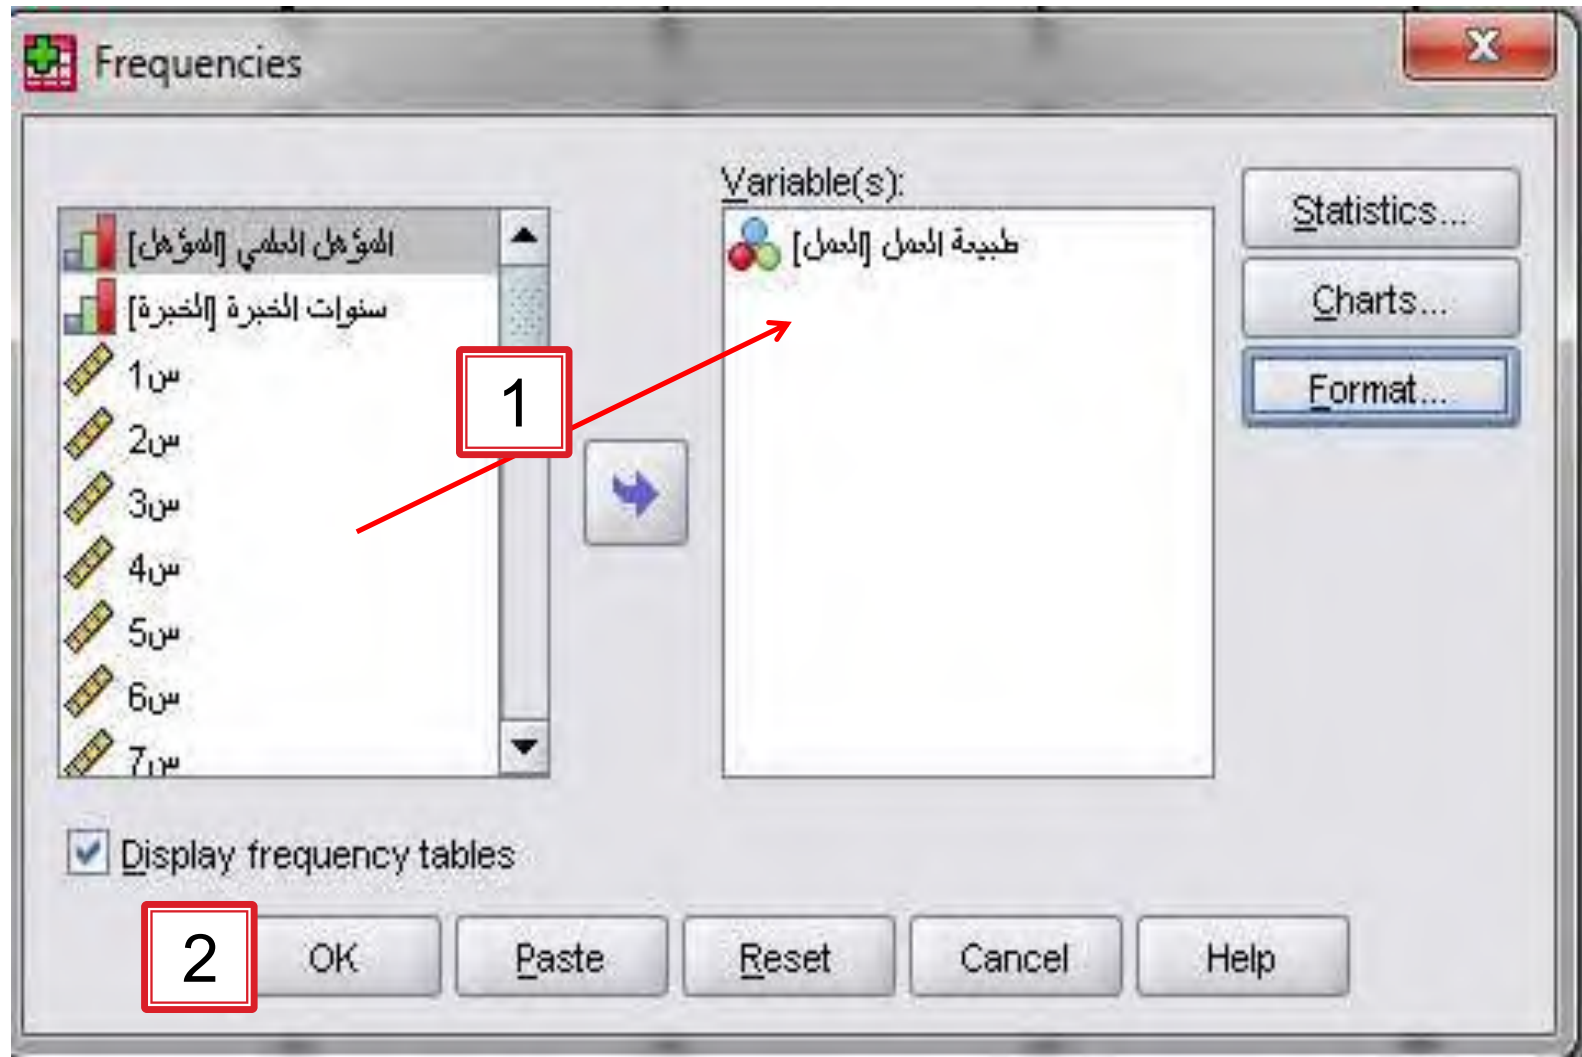 Frequencies
X
Variable(s):
المؤهل العلمي [المؤهل]
سنوات الخبرة [الخبرة]
س1
س2
س3
س4
س5
س6
س7
1
طبيعة العمل [العمل]
Statistics...
Charts...
Format...
Display frequency tables
2
OK
Paste
Reset
Cancel
Help